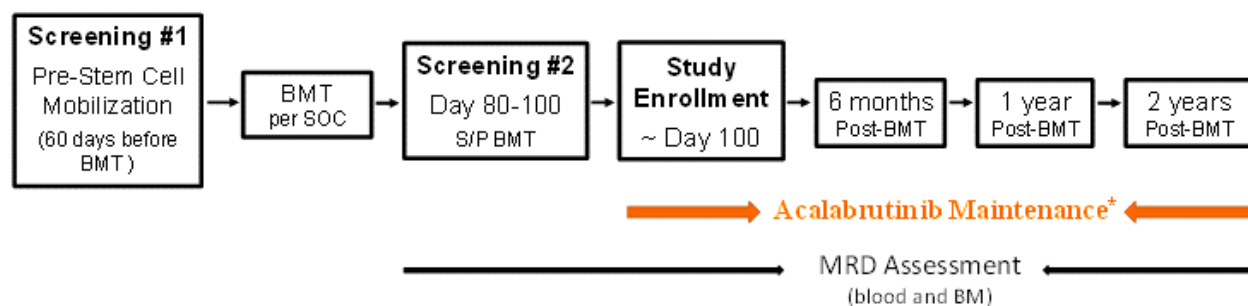 Screening #1
Pre-Stem Cell
Mobilization
(60 days before
BMT)
BMT
per SOC
Screening #2
Day 80-100
S/P BMT
Study
Enrollment
~ Day 100
6 months
Post-BMT
1 year
Post-BMT
2 years
Post-BMT
Acalabrutinib Maintenance*
MRD Assessment
(blood and BM)